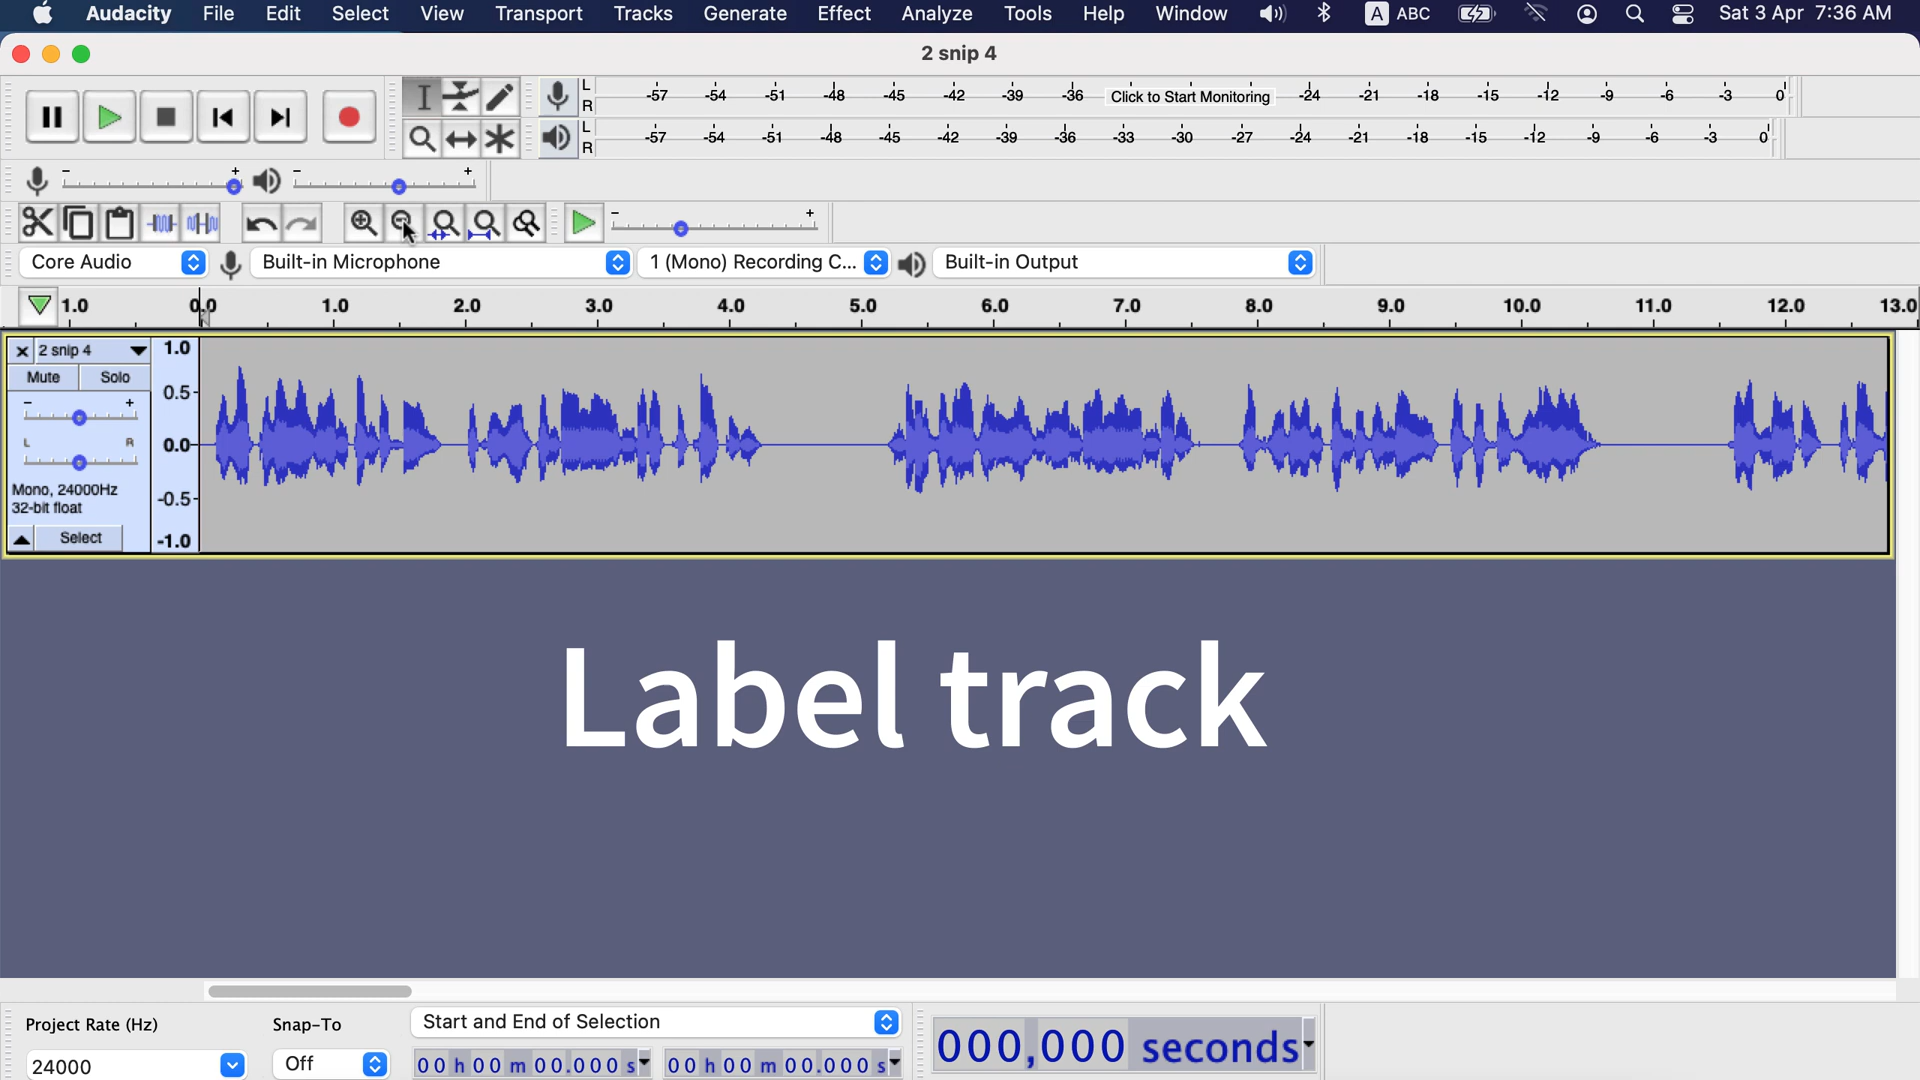 Audacity File Edit Select View Transport Tracks Generate Effect Analyze Tools Help Window A ABC Sat 3 Apr 7:36 AM
2 snip 4
L -57 -54 -51 -48 -45 -42 -39 -36 Click to Start Monitoring -24 -21 -18 -15 -12 -9 -6 -3 0
R
L -57 -54 -51 -48 -45 -42 -39 -36 -33 -30 -27 -24 -21 -18 -15 -12 -9 -6 -3 0
R
- + - +
- +
Core Audio Built-in Microphone 1 (Mono) Recording C... Built-in Output
1.0 0.0 1.0 2.0 3.0 4.0 5.0 6.0 7.0 8.0 9.0 10.0 11.0 12.0 13.0
x 2 snip 4 1.0
Mute Solo
0.5
- +
L R 0.0
Mono, 24000Hz
32-bit float -0.5
Select -1.0
Label track
Project Rate (Hz) Snap-To Start and End of Selection
24000 Off 00 h 00 m 00.000 s 00 h 00 m 00.000 s 000,000 seconds